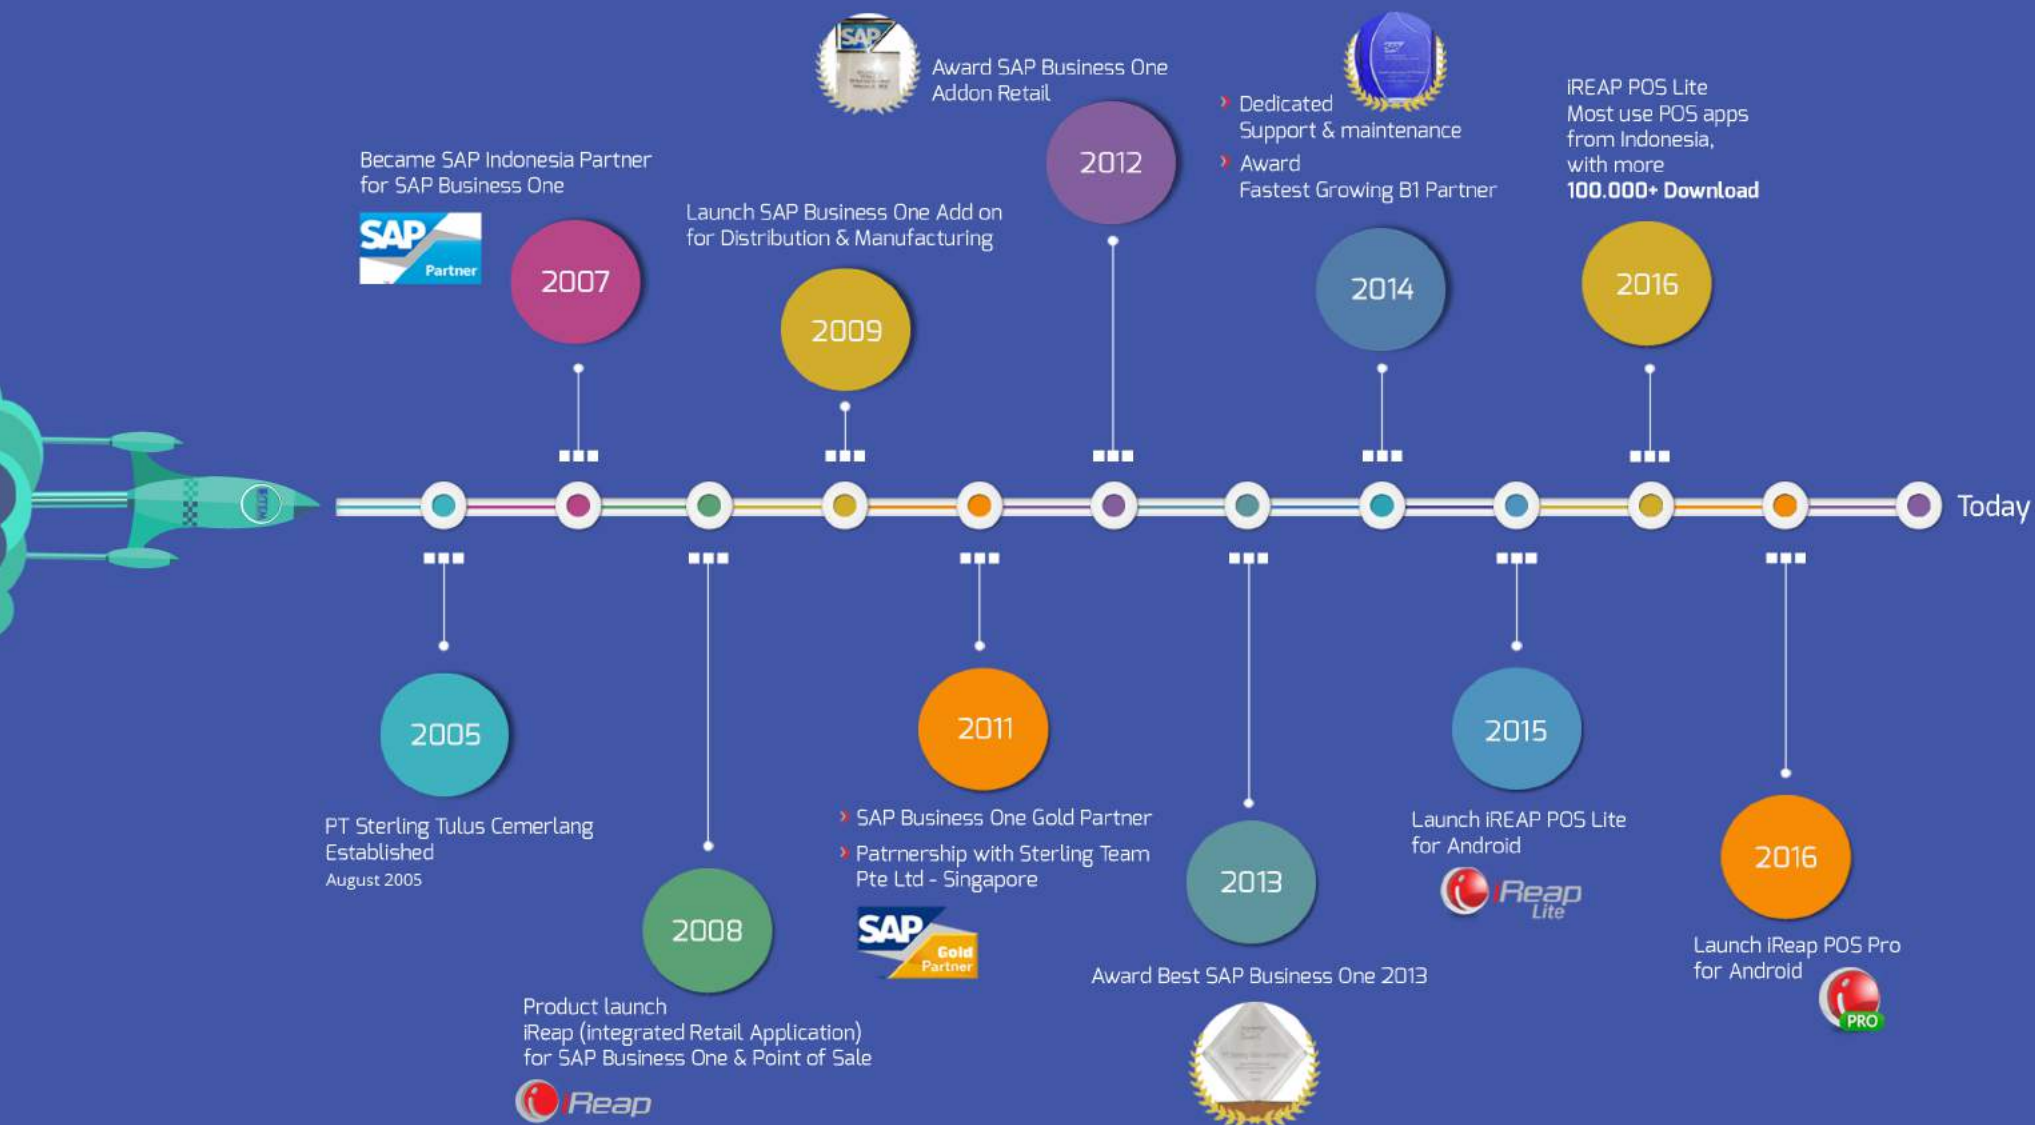 Became SAP Indonesia Partner
for SAP Business One
SAP
Partner
2007
Launch SAP Business One Add on
for Distribution & Manufacturing
2009
SAP
Award SAP Business One
Addon Retail
2012
Dedicated
Support & maintenance
Award
Fastest Growing B1 Partner
2014
iREAP POS Lite
Most use POS apps
from Indonesia,
with more
100.000+ Download
2016
Today
2005
PT Sterling Tulus Cemerlang
Established
August 2005
2008
Product launch
iReap (integrated Retail Application)
for SAP Business One & Point of Sale
iReap
2011
SAP Business One Gold Partner
Patrnership with Sterling Team
Pte Ltd - Singapore
SAP
Gold
Partner
2013
Award Best SAP Business One 2013
2015
Launch iREAP POS Lite
for Android
iReap
Lite
2016
Launch iReap POS Pro
for Android
PRO